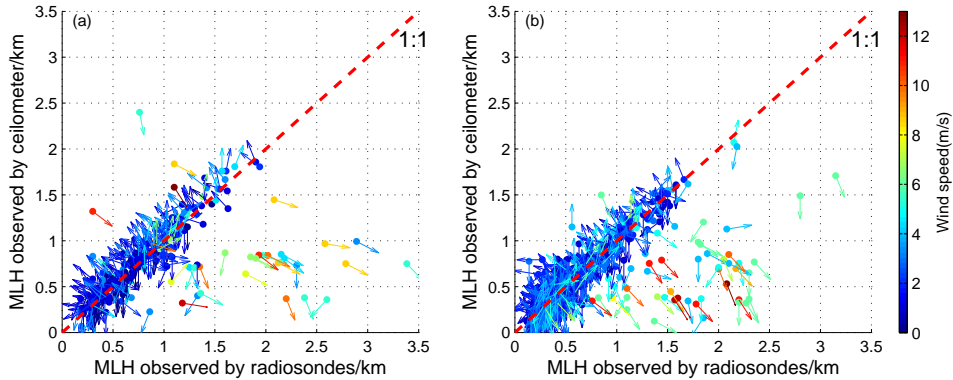 (a)
1:1
MLH observed by ceilometer/km
3.5
3
2.5
2
1.5
1
0.5
0
0 0.5 1 1.5 2 2.5 3 3.5
MLH observed by radiosondes/km
(b)
1:1
MLH observed by ceilometer/km
3.5
3
2.5
2
1.5
1
0.5
0
0 0.5 1 1.5 2 2.5 3 3.5
MLH observed by radiosondes/km
12
10
8
6
4
2
0
Wind speed(m/s)